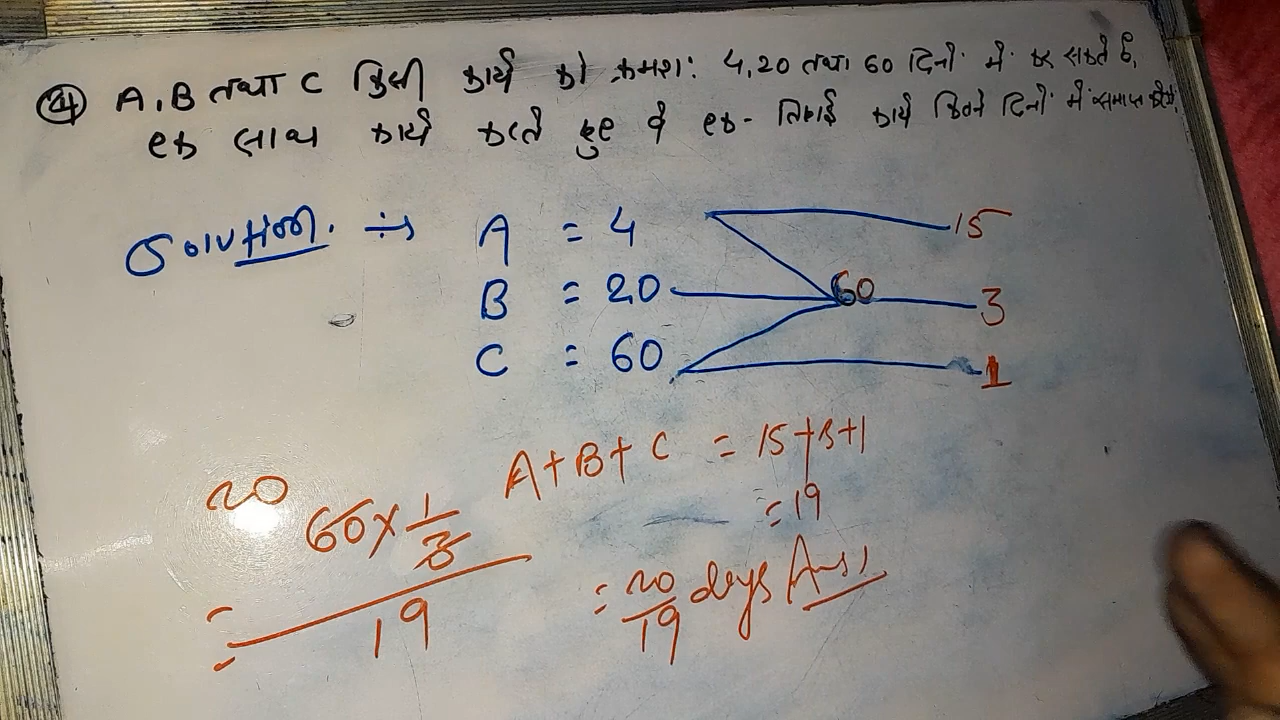 24 A, B तथा C किसी कार्य को क्रमश: 4, 20 तथा 60 दिनों में कर सकते है,
एक साथ कार्य करते हुए वे एक-तिहाई कार्य कितने दिनों में समाप्त करेंगे,
Solution. ÷→ A = 4 15
B = 20 60 3
C = 60 1
A+B+C = 15+3+1
= 19
20
60 × 1/3
= 19
= 20/19 days Ans